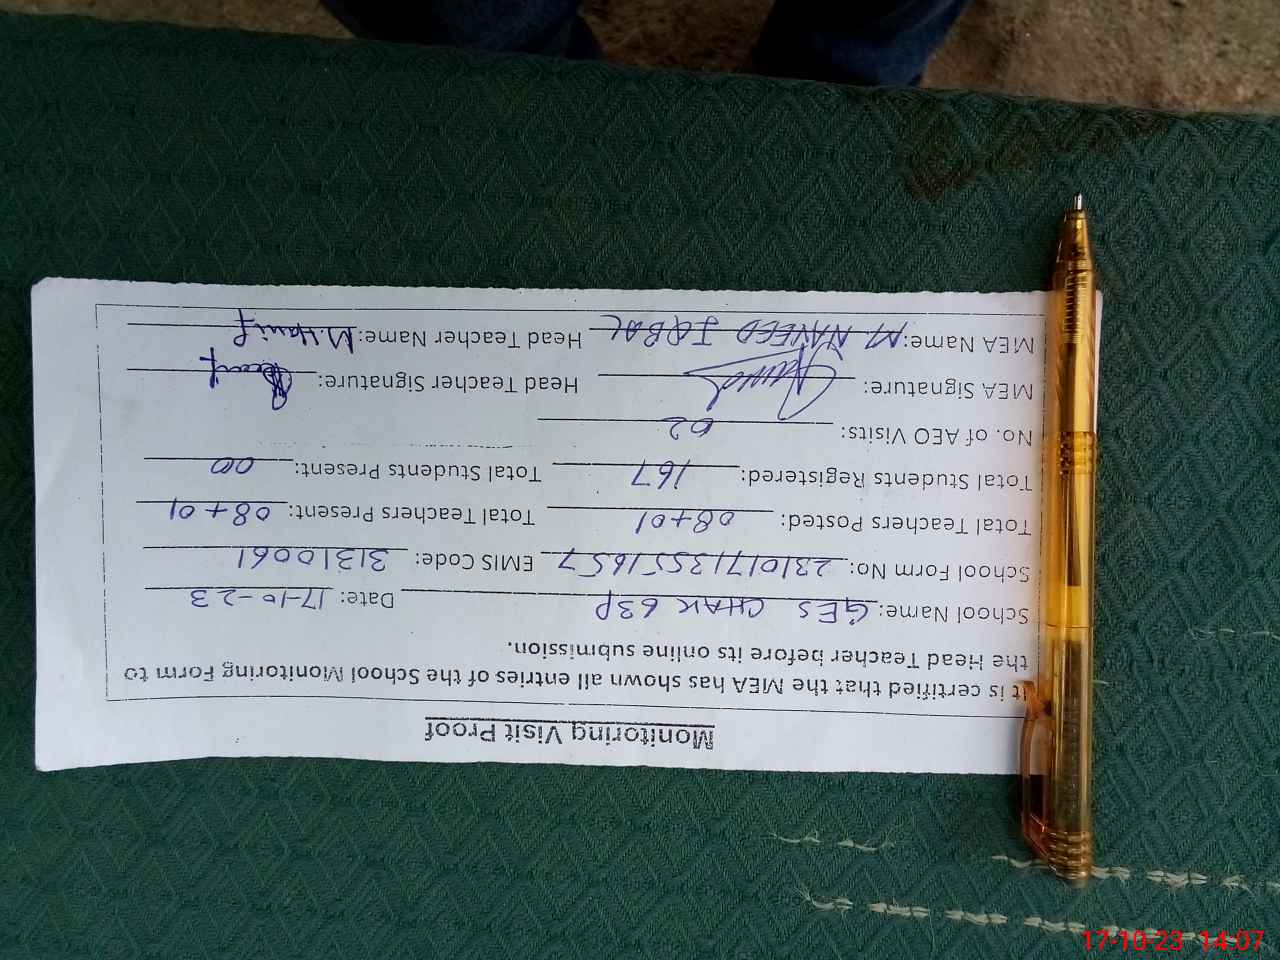 Monitoring Visit Proof
It is certified that the MEA has shown all entries of the School Monitoring Form to
the Head Teacher before its online submission.
School Name: GES CHAK 63P Date: 17-10-23
School Form No: 23101713551657 EMIS Code: 31310061
Total Teachers Posted: 08+01 Total Teachers Present: 08+01
Total Students Registered: 167 Total Students Present: 00
No. of AEO Visits: 02
MEA Signature: Head Teacher Signature:
MEA Name: M NAVEED IQBAL Head Teacher Name: M.Hanif
17-10-23 14:07